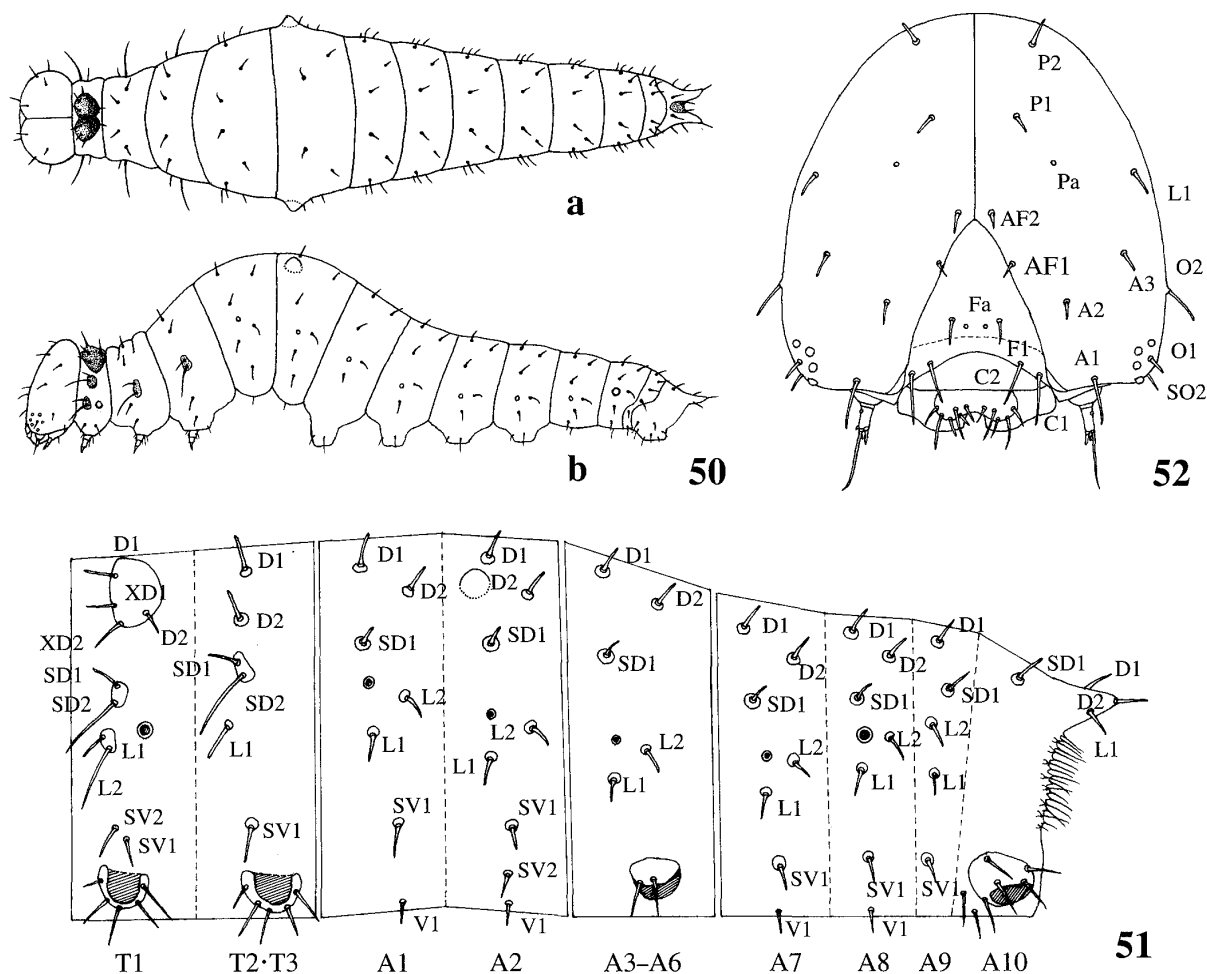 a
b
50
P2
P1
Pa
L1
AF2
AF1
O2
A3
Fa
A2
F1
A1
O1
C2
SO2
C1
52
D1
XD1
XD2
D2
SD1
SD2
L1
L2
SV2
SV1
D1
D2
SD1
SD2
L1
SV1
D1
D2
SD1
L2
L1
SV1
V1
D1
D2
SD1
L2
L1
SV1
SV2
V1
D1
D2
SD1
L2
L1
D1
D2
SD1
L2
L1
SV1
V1
D1
D2
SD1
L2
L1
SV1
V1
D1
SD1
L2
L1
SV1
SD1
D1
D2
L1
T1 T2·T3 A1 A2 A3–A6 A7 A8 A9 A10
51